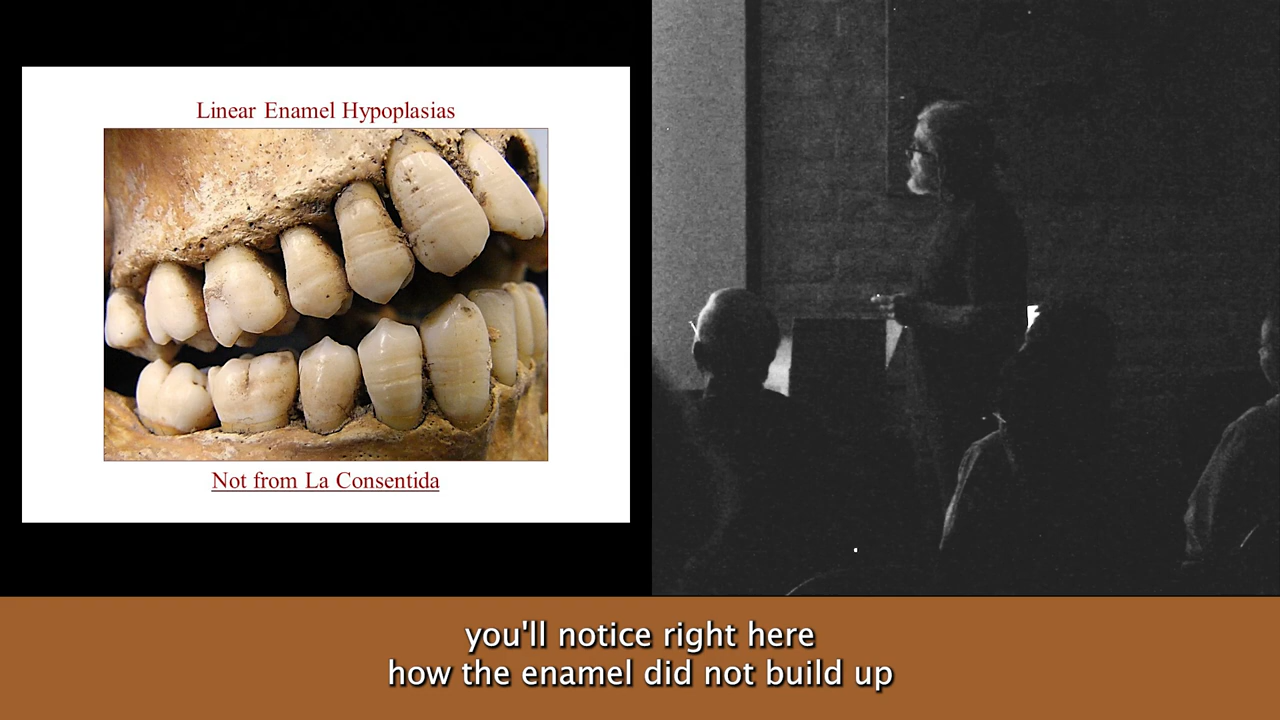 Linear Enamel Hypoplasias
Not from La Consentida
you'll notice right here
how the enamel did not build up